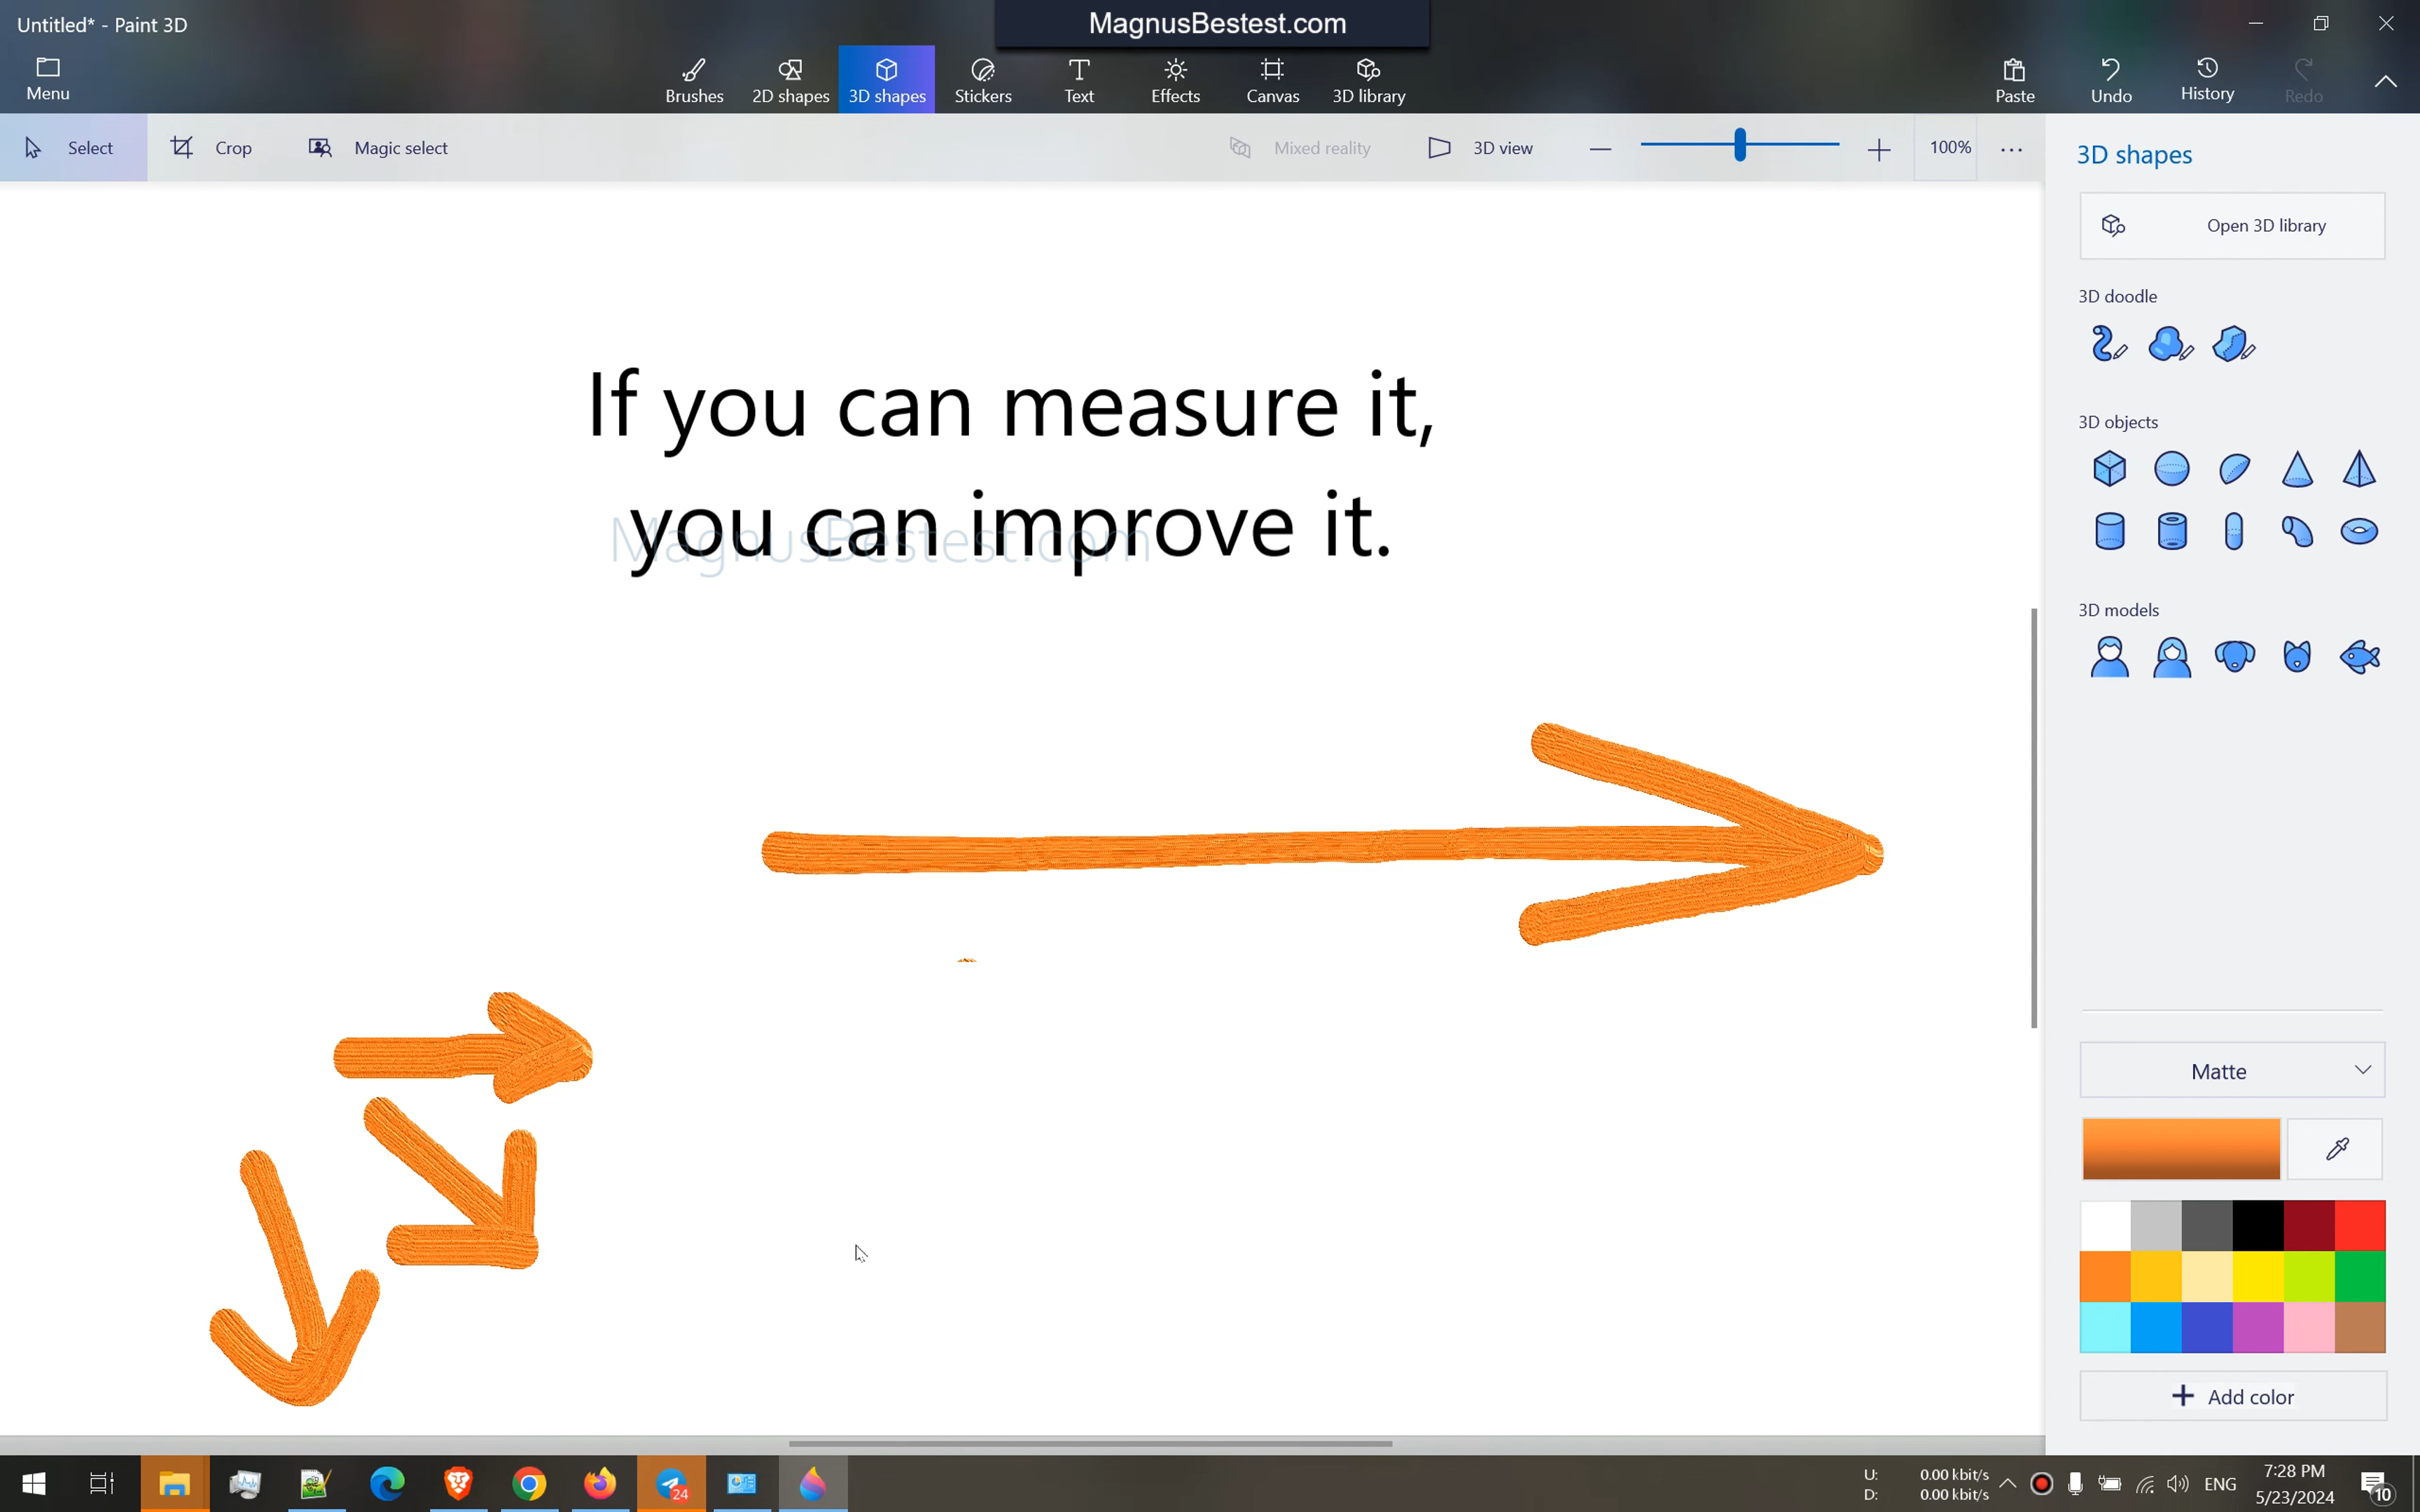 Untitled* - Paint 3D
MagnusBestest.com
Menu
Brushes
2D shapes
3D shapes
Stickers
Text
Effects
Canvas
3D library
Paste
Undo
History
Redo
Select
Crop
Magic select
Mixed reality
3D view
100%
3D shapes
Open 3D library
3D doodle
3D objects
3D models
If you can measure it,
you can improve it.
MagnusBestest.com
Matte
Add color
24
U: 0.00 kbit/s
D: 0.00 kbit/s
ENG
7:28 PM
5/23/2024
10